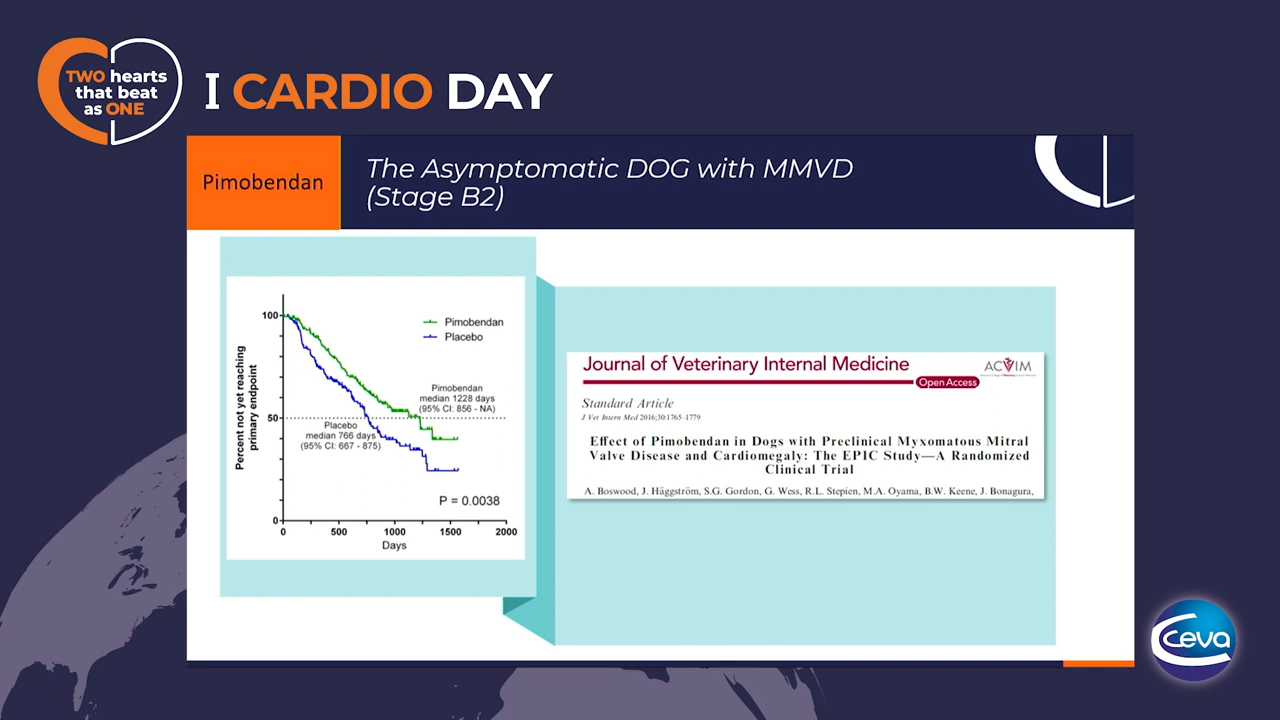 TWO hearts
that beat
as ONE
I CARDIO DAY
Pimobendan
The Asymptomatic DOG with MMVD
(Stage B2)
100
50
0
Percent not yet reaching
primary endpoint
Pimobendan
Placebo
Pimobendan
median 1228 days
(95% CI: 856 - NA)
Placebo
median 766 days
(95% CI: 667 - 875)
P = 0.0038
0 500 1000 1500 2000
Days
Journal of Veterinary Internal Medicine
ACVIM
Open Access
Standard Article
J Vet Intern Med 2016;30:1765–1779
Effect of Pimobendan in Dogs with Preclinical Myxomatous Mitral
Valve Disease and Cardiomegaly: The EPIC Study—A Randomized
Clinical Trial
A. Boswood, J. Häggström, S.G. Gordon, G. Wess, R.L. Stepien, M.A. Oyama, B.W. Keene, J. Bonagura,
Ceva